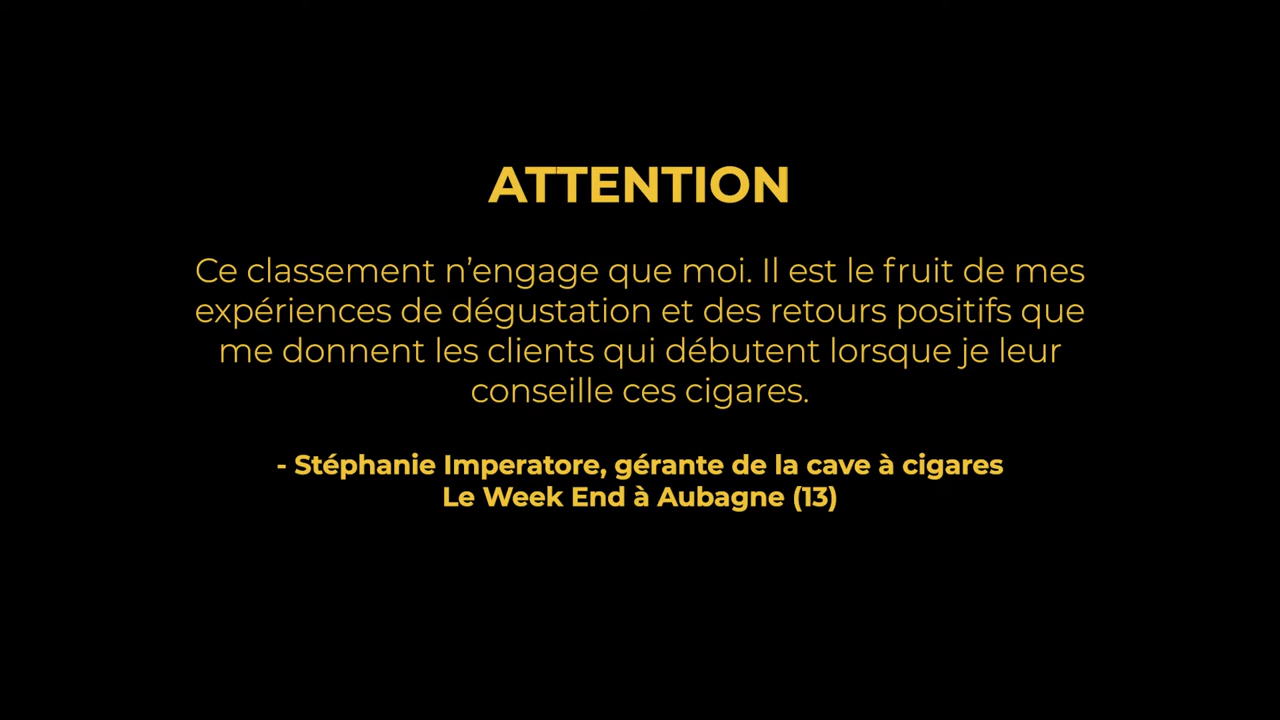 ATTENTION
Ce classement n’engage que moi. Il est le fruit de mes
expériences de dégustation et des retours positifs que
me donnent les clients qui débutent lorsque je leur
conseille ces cigares.
- Stéphanie Imperatore, gérante de la cave à cigares
Le Week End à Aubagne (13)